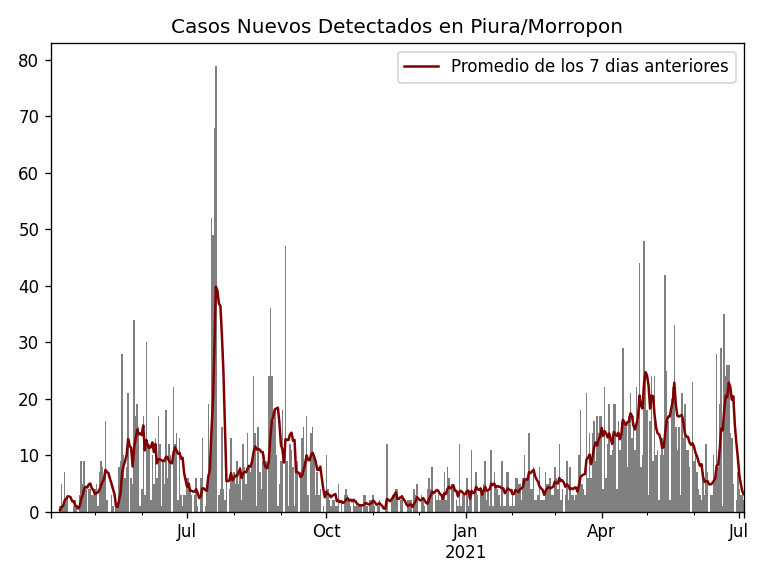 Casos Nuevos Detectados en Piura/Morropon
Promedio de los 7 dias anteriores
80
70
60
50
40
30
20
10
0
Jul
Oct
Jan
2021
Apr
Jul